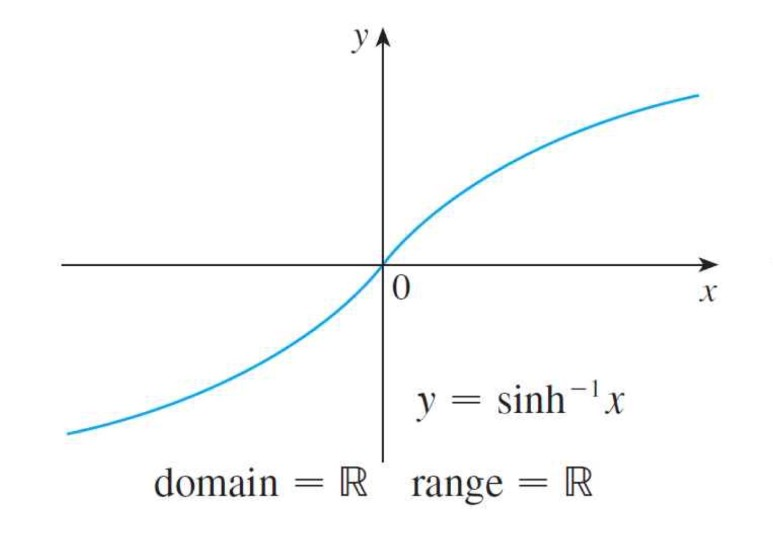 y
0
x
y = sinh⁻¹x
domain = ℝ range = ℝ